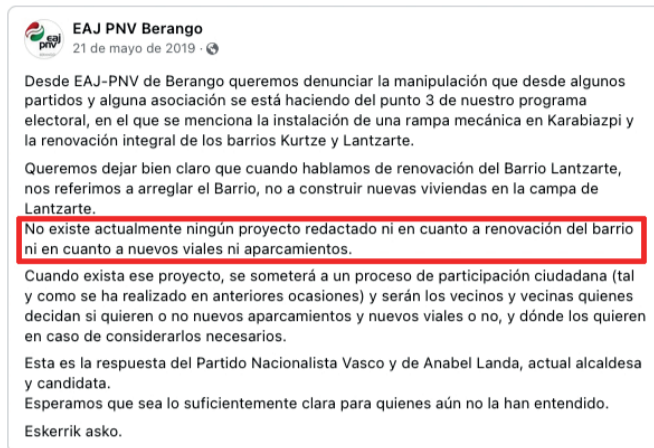 EAJ PNV Berango
eaj
pnv
21 de mayo de 2019 ·
Desde EAJ-PNV de Berango queremos denunciar la manipulación que desde algunos
partidos y alguna asociación se está haciendo del punto 3 de nuestro programa
electoral, en el que se menciona la instalación de una rampa mecánica en Karabiazpi y
la renovación integral de los barrios Kurtze y Lantzarte.
Queremos dejar bien claro que cuando hablamos de renovación del Barrio Lantzarte,
nos referimos a arreglar el Barrio, no a construir nuevas viviendas en la campa de
Lantzarte.
No existe actualmente ningún proyecto redactado ni en cuanto a renovación del barrio
ni en cuanto a nuevos viales ni aparcamientos.
Cuando exista ese proyecto, se someterá a un proceso de participación ciudadana (tal
y como se ha realizado en anteriores ocasiones) y serán los vecinos y vecinas quienes
decidan si quieren o no nuevos aparcamientos y nuevos viales o no, y dónde los quieren
en caso de considerarlos necesarios.
Esta es la respuesta del Partido Nacionalista Vasco y de Anabel Landa, actual alcaldesa
y candidata.
Esperamos que sea lo suficientemente clara para quienes aún no la han entendido.
Eskerrik asko.